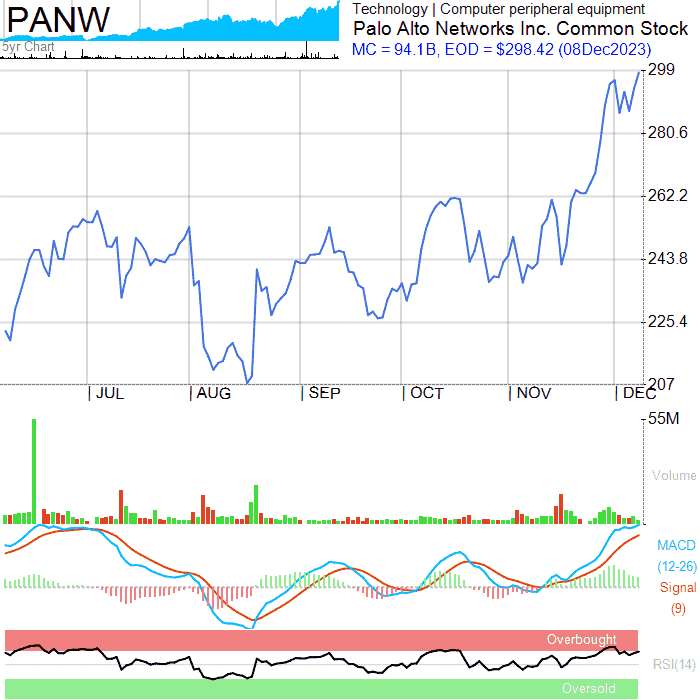 PANW
5yr Chart
Technology | Computer peripheral equipment
Palo Alto Networks Inc. Common Stock
MC = 94.1B, EOD = $298.42 (08Dec2023)
299
280.6
262.2
243.8
225.4
207
JUL AUG SEP OCT NOV DEC
55M
Volume
MACD
(12-26)
Signal
(9)
Overbought
RSI(14)
Oversold